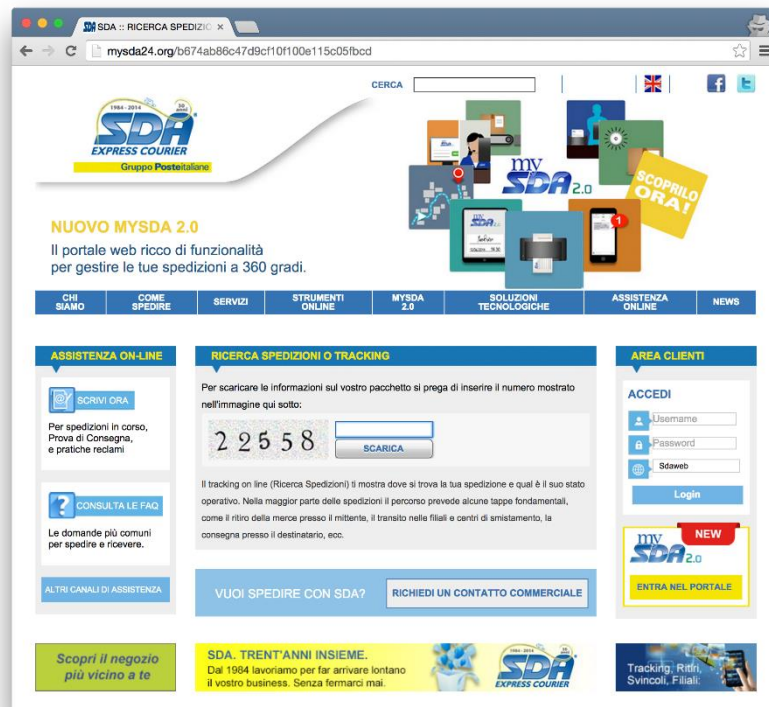 SDA :: RICERCA SPEDIZIO
mysda24.org/b674ab86c47d9cf10f100e115c05fbcd
CERCA
1984 - 2014
SDA
EXPRESS COURIER
Gruppo Posteitaliane
my
SDA 2.0
SCOPRILO
ORA!
my
SDA 2.0
1
NUOVO MYSDA 2.0
Il portale web ricco di funzionalità
per gestire le tue spedizioni a 360 gradi.
CHI SIAMO
COME SPEDIRE
SERVIZI
STRUMENTI ONLINE
MYSDA 2.0
SOLUZIONI TECNOLOGICHE
ASSISTENZA ONLINE
NEWS
ASSISTENZA ON-LINE
SCRIVI ORA
Per spedizioni in corso,
Prova di Consegna,
e pratiche reclami
CONSULTA LE FAQ
Le domande più comuni
per spedire e ricevere.
ALTRI CANALI DI ASSISTENZA
RICERCA SPEDIZIONI O TRACKING
Per scaricare le informazioni sul vostro pacchetto si prega di inserire il numero mostrato
nell'immagine qui sotto:
22558
SCARICA
Il tracking on line (Ricerca Spedizioni) ti mostra dove si trova la tua spedizione e qual è il suo stato
operativo. Nella maggior parte delle spedizioni il percorso prevede alcune tappe fondamentali,
come il ritiro della merce presso il mittente, il transito nelle filiali e centri di smistamento, la
consegna presso il destinatario, ecc.
VUOI SPEDIRE CON SDA?
RICHIEDI UN CONTATTO COMMERCIALE
AREA CLIENTI
ACCEDI
Username
Password
Sdaweb
Login
NEW
my
SDA 2.0
ENTRA NEL PORTALE
Scopri il negozio
più vicino a te
SDA. TRENT'ANNI INSIEME.
Dal 1984 lavoriamo per far arrivare lontano
il vostro business. Senza fermarci mai.
SDA
EXPRESS COURIER
Tracking, Ritiri,
Svincoli, Filiali: